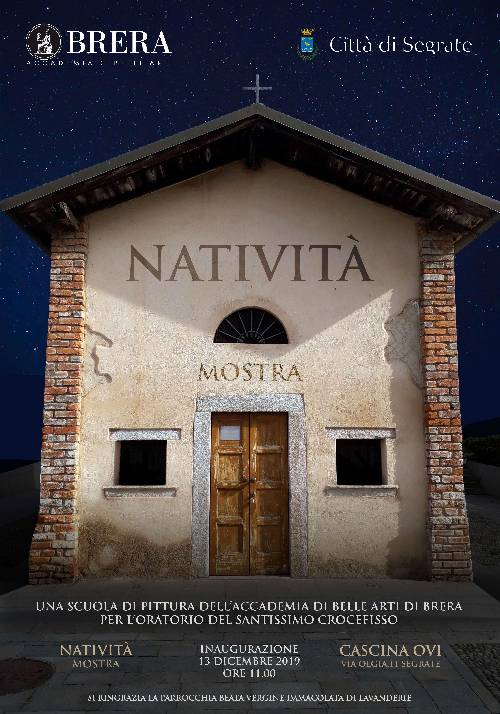 BRERA
ACCADEMIA DI BELLE ARTI
Città di Segrate
NATIVITÀ
MOSTRA
UNA SCUOLA DI PITTURA DELL'ACCADEMIA DI BELLE ARTI DI BRERA
PER L'ORATORIO DEL SANTISSIMO CROCEFISSO
NATIVITÀ
MOSTRA
INAUGURAZIONE
13 DICEMBRE 2019
ORE 11.00
CASCINA OVI
VIA OLGIA 11 SEGRATE
SI RINGRAZIA LA PARROCCHIA BEATA VERGINE IMMACOLATA DI LAVANDERIE